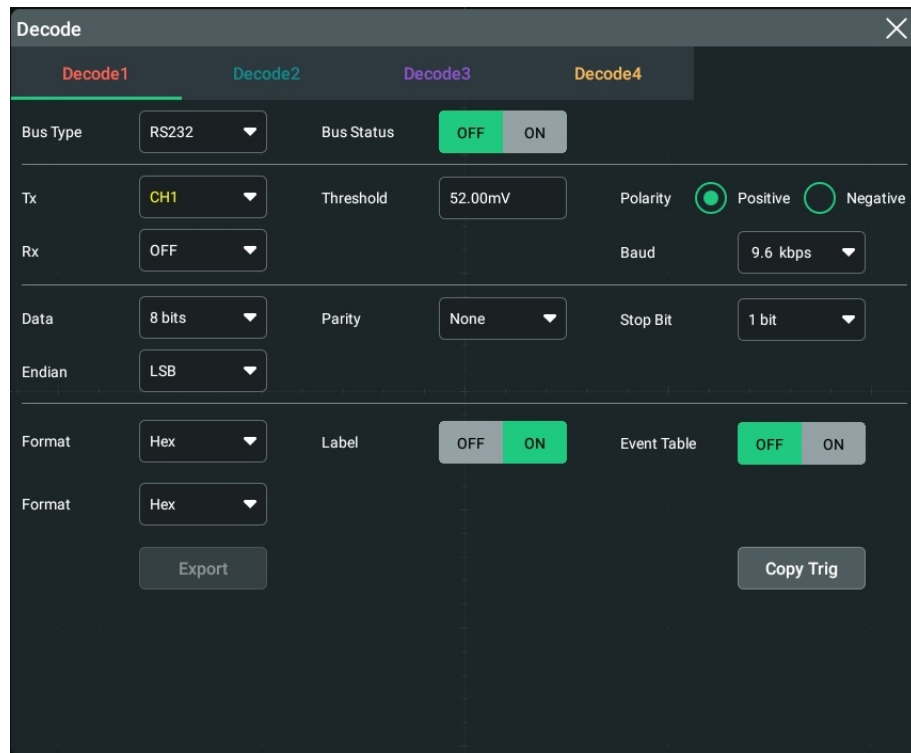 Decode
Decode1 Decode2 Decode3 Decode4
Bus Type RS232 Bus Status OFF ON
Tx CH1 Threshold 52.00mV Polarity Positive Negative
Rx OFF Baud 9.6 kbps
Data 8 bits Parity None Stop Bit 1 bit
Endian LSB
Format Hex Label OFF ON Event Table OFF ON
Format Hex
Export Copy Trig